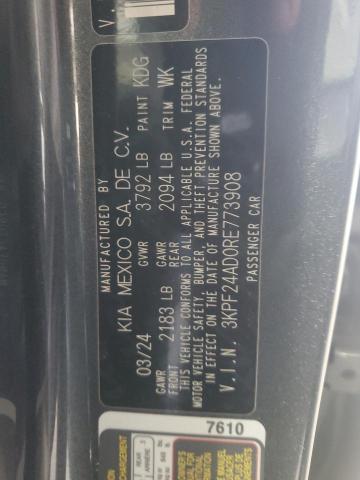 MANUFACTURED BY
KIA MEXICO S.A. DE C.V.
03/24 GVWR 3792 LB PAINT KDG
GAWR FRONT 2183 LB GAWR REAR 2094 LB TRIM WK
THIS VEHICLE CONFORMS TO ALL APPLICABLE U.S.A. FEDERAL
MOTOR VEHICLE SAFETY, BUMPER, AND THEFT PREVENTION STANDARDS
IN EFFECT ON THE DATE OF MANUFACTURE SHOWN ABOVE.
V.I.N. 3KPF24AD0RE773908
PASSENGER CAR
7610
REAR
ARRIÈRE